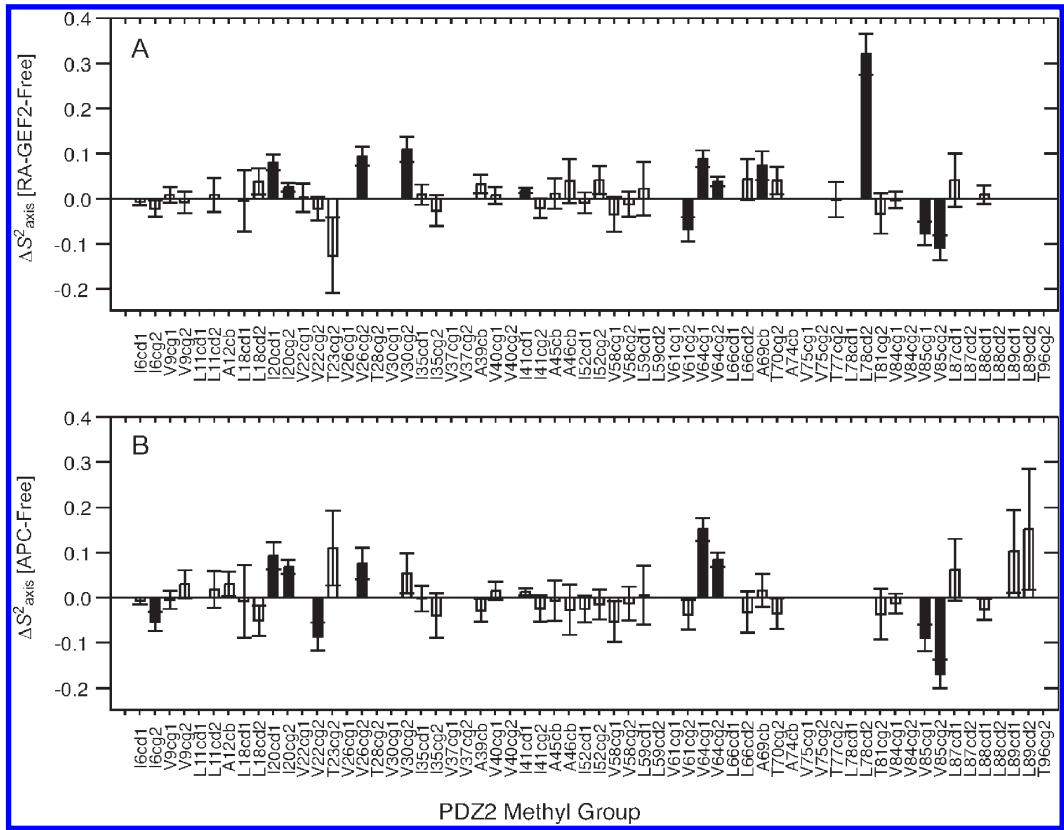 A
0.4
0.3
0.2
0.1
0.0
-0.1
-0.2
ΔS²axis [RA-GEF2-Free]
I6cd1
I6cg2
V9cg1
V9cg2
L11cd1
L11cd2
A12cb
L18cd1
L18cd2
I20cd1
I20cg2
V22cg1
V22cg2
T23cg2
V26cg1
V26cg2
T28cg2
V30cg1
V30cg2
I35cd1
I35cg2
V37cg1
V37cg2
A39cb
V40cg1
V40cg2
I41cd1
I41cg2
A45cb
A46cb
I52cd1
I52cg2
V58cg1
V58cg2
L59cd1
L59cd2
V61cg1
V61cg2
V64cg1
V64cg2
L66cd1
L66cd2
A69cb
T70cg2
A74cb
V75cg1
V75cg2
T77cg2
L78cd1
L78cd2
T81cg2
V84cg1
V84cg2
V85cg1
V85cg2
L87cd1
L87cd2
L88cd1
L89cd1
L89cd2
T96cg2
B
0.4
0.3
0.2
0.1
0.0
-0.1
-0.2
ΔS²axis [APC-Free]
I6cd1
I6cg2
V9cg1
V9cg2
L11cd1
L11cd2
A12cb
L18cd1
L18cd2
I20cd1
I20cg2
V22cg1
V22cg2
T23cg2
V26cg1
V26cg2
T28cg2
V30cg1
V30cg2
I35cd1
I35cg2
V37cg1
V37cg2
A39cb
V40cg1
V40cg2
I41cd1
I41cg2
A45cb
A46cb
I52cd1
I52cg2
V58cg1
V58cg2
L59cd1
L59cd2
V61cg1
V61cg2
V64cg1
V64cg2
L66cd1
L66cd2
A69cb
T70cg2
A74cb
V75cg1
V75cg2
T77cg2
L78cd1
L78cd2
T81cg2
V84cg1
V84cg2
V85cg1
V85cg2
L87cd1
L87cd2
L88cd1
L89cd1
L89cd2
T96cg2
PDZ2 Methyl Group